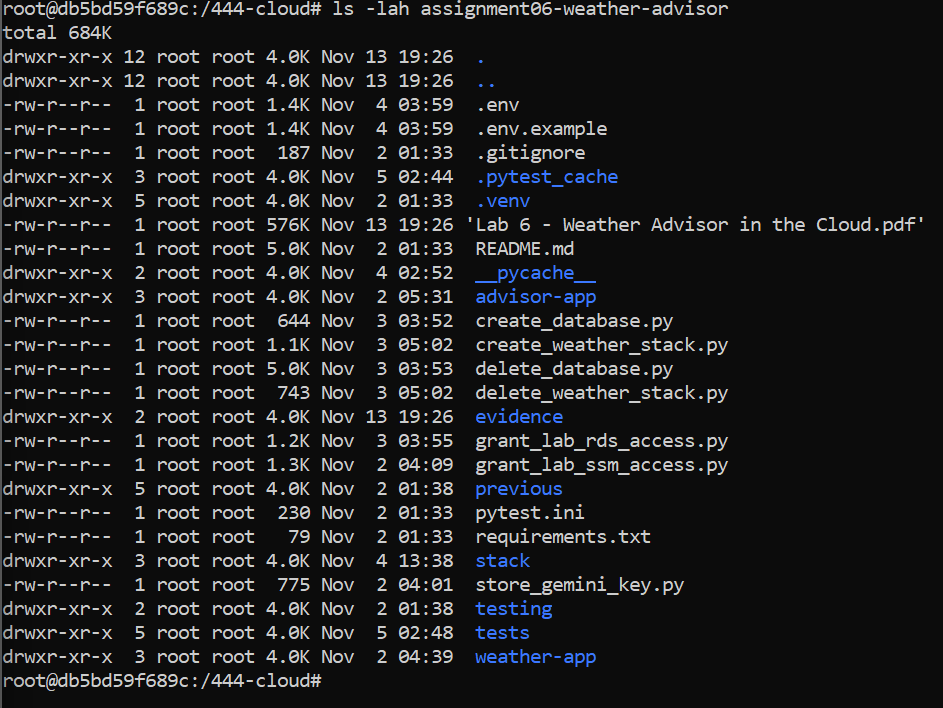 root@db5bd59f689c:/444-cloud# ls -lah assignment06-weather-advisor
total 684K
drwxr-xr-x 12 root root 4.0K Nov 13 19:26  .
drwxr-xr-x 12 root root 4.0K Nov 13 19:26  ..
-rw-r--r--  1 root root 1.4K Nov  4 03:59  .env
-rw-r--r--  1 root root 1.4K Nov  4 03:59  .env.example
-rw-r--r--  1 root root  187 Nov  2 01:33  .gitignore
drwxr-xr-x  3 root root 4.0K Nov  5 02:44  .pytest_cache
drwxr-xr-x  5 root root 4.0K Nov  2 01:33  .venv
-rw-r--r--  1 root root 576K Nov 13 19:26 'Lab 6 - Weather Advisor in the Cloud.pdf'
-rw-r--r--  1 root root 5.0K Nov  2 01:33  README.md
drwxr-xr-x  2 root root 4.0K Nov  4 02:52  __pycache__
drwxr-xr-x  3 root root 4.0K Nov  2 05:31  advisor-app
-rw-r--r--  1 root root  644 Nov  3 03:52  create_database.py
-rw-r--r--  1 root root 1.1K Nov  3 05:02  create_weather_stack.py
-rw-r--r--  1 root root 5.0K Nov  3 03:53  delete_database.py
-rw-r--r--  1 root root  743 Nov  3 05:02  delete_weather_stack.py
drwxr-xr-x  2 root root 4.0K Nov 13 19:26  evidence
-rw-r--r--  1 root root 1.2K Nov  3 03:55  grant_lab_rds_access.py
-rw-r--r--  1 root root 1.3K Nov  2 04:09  grant_lab_ssm_access.py
drwxr-xr-x  5 root root 4.0K Nov  2 01:38  previous
-rw-r--r--  1 root root  230 Nov  2 01:33  pytest.ini
-rw-r--r--  1 root root   79 Nov  2 01:33  requirements.txt
drwxr-xr-x  3 root root 4.0K Nov  4 13:38  stack
-rw-r--r--  1 root root  775 Nov  2 04:01  store_gemini_key.py
drwxr-xr-x  2 root root 4.0K Nov  2 01:38  testing
drwxr-xr-x  5 root root 4.0K Nov  5 02:48  tests
drwxr-xr-x  3 root root 4.0K Nov  2 04:39  weather-app
root@db5bd59f689c:/444-cloud#